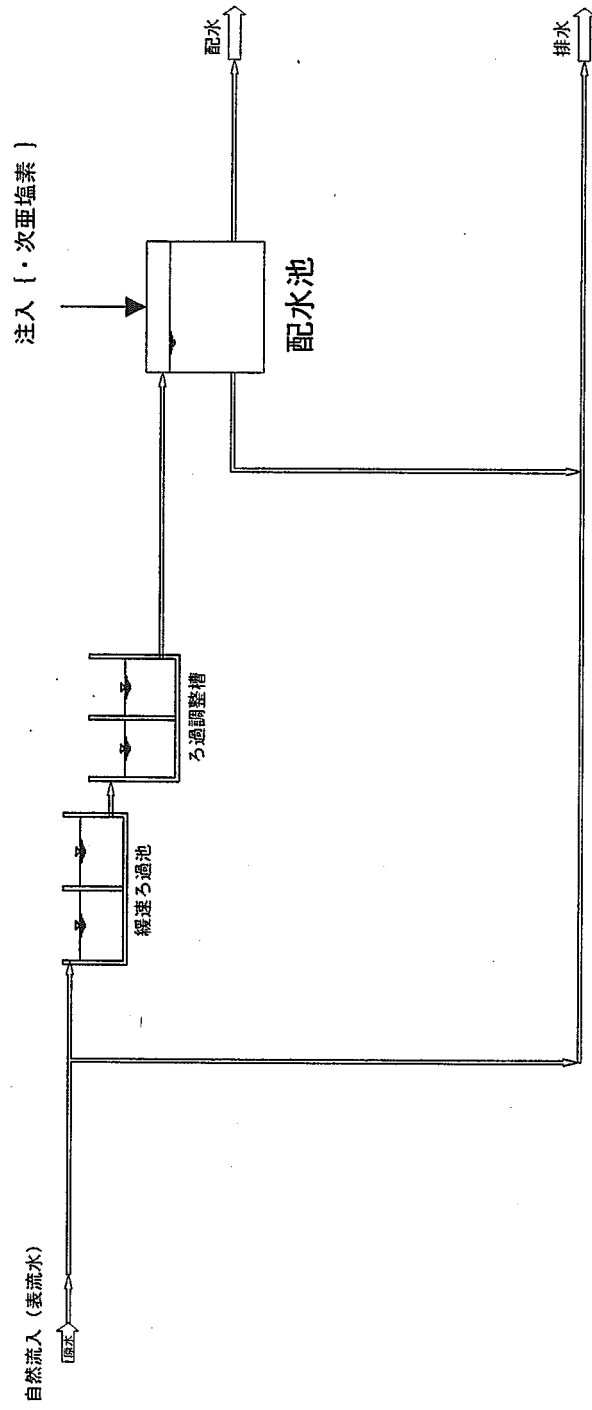 自然流入（表流水）
原水
緩速ろ過池
ろ過調整槽
注入〔・次亜塩素〕
配水池
配水
排水